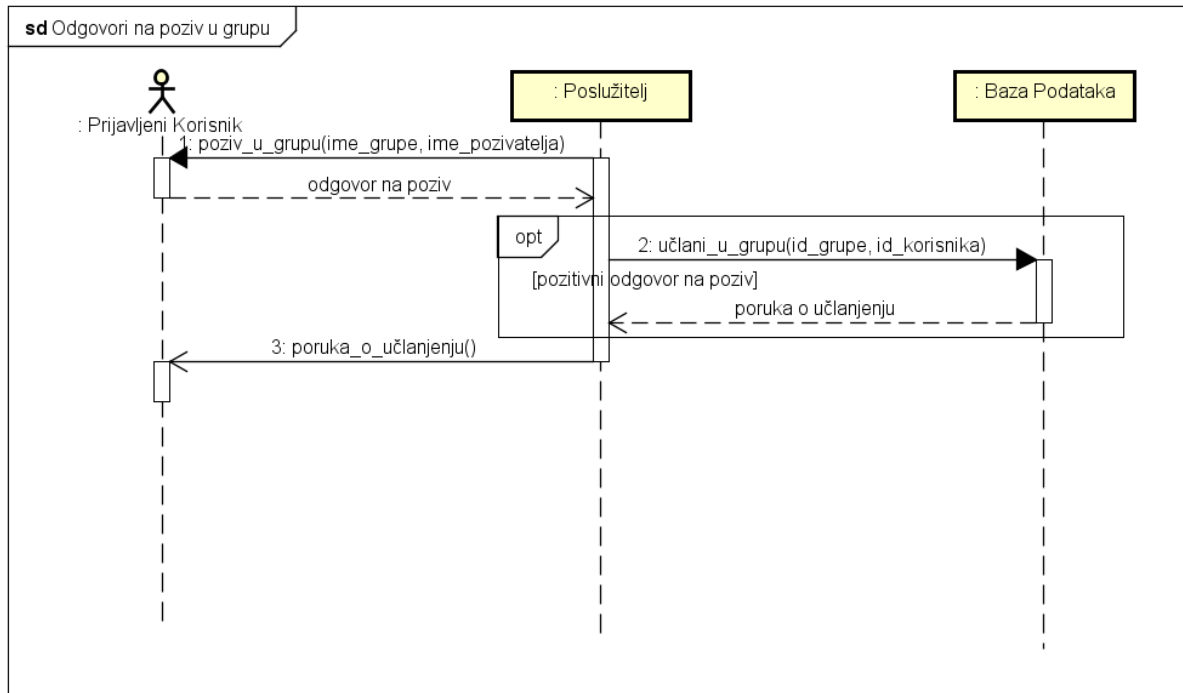 sd Odgovori na poziv u grupu
: Prijavljeni Korisnik
: Poslužitelj
: Baza Podataka
1: poziv_u_grupu(ime_grupe, ime_pozivatelja)
odgovor na poziv
opt
2: učlani_u_grupu(id_grupe, id_korisnika)
[pozitivni odgovor na poziv]
poruka o učlanjenju
3: poruka_o_učlanjenju()